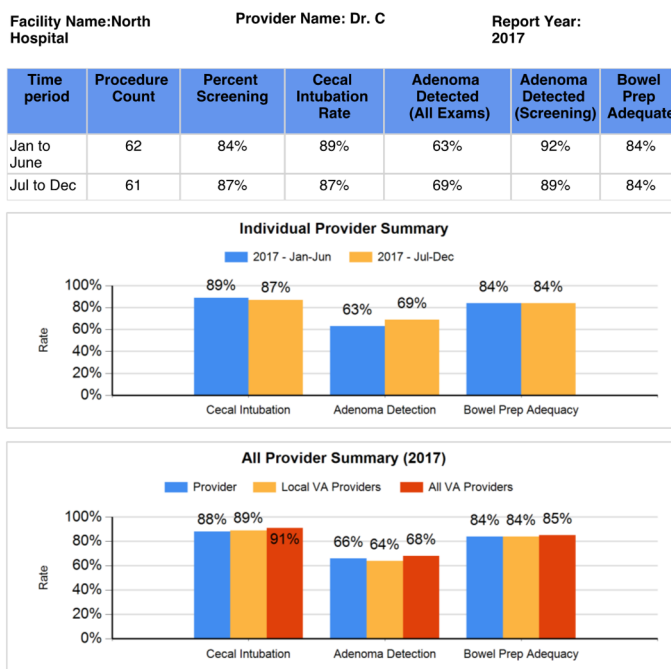 Facility Name:North Hospital
Provider Name: Dr. C
Report Year: 2017
Time period Procedure Count Percent Screening Cecal Intubation Rate Adenoma Detected (All Exams) Adenoma Detected (Screening) Bowel Prep Adequate
Jan to June 62 84% 89% 63% 92% 84%
Jul to Dec 61 87% 87% 69% 89% 84%
Individual Provider Summary
2017 - Jan-Jun 2017 - Jul-Dec
89% 87% 63% 69% 84% 84%
100%
80%
60%
40%
20%
0%
Rate
Cecal Intubation Adenoma Detection Bowel Prep Adequacy
All Provider Summary (2017)
Provider Local VA Providers All VA Providers
88% 89% 91% 66% 64% 68% 84% 84% 85%
100%
80%
60%
40%
20%
0%
Rate
Cecal Intubation Adenoma Detection Bowel Prep Adequacy